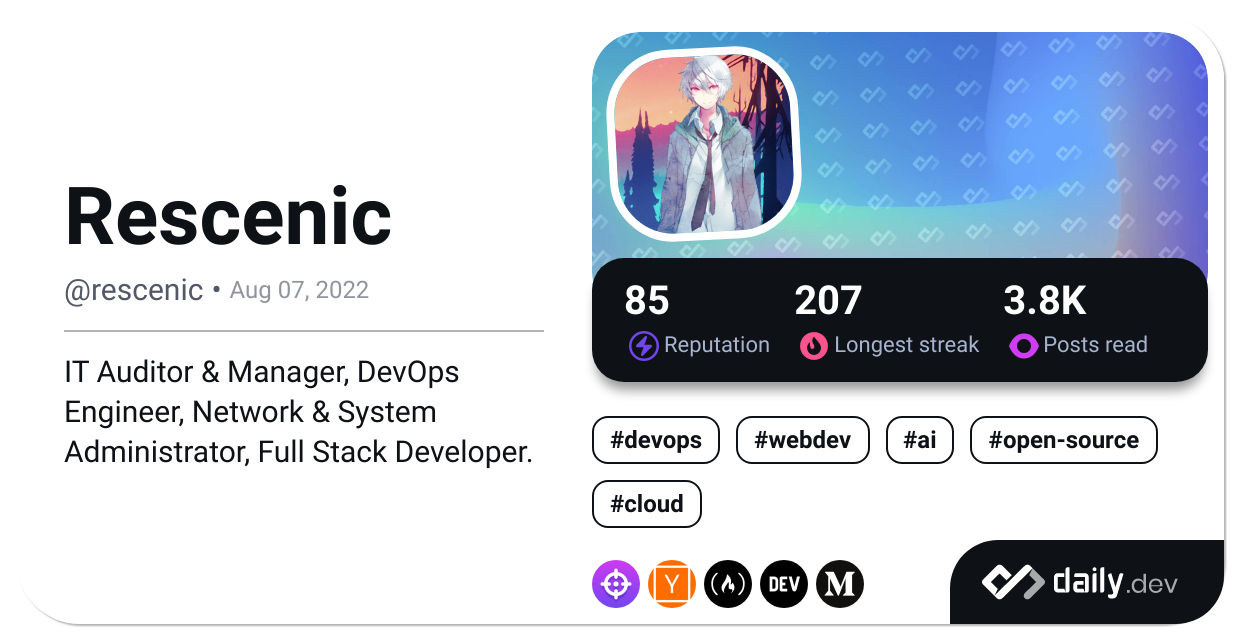 Rescenic
@rescenic • Aug 07, 2022
IT Auditor & Manager, DevOps
Engineer, Network & System
Administrator, Full Stack Developer.
85
Reputation
207
Longest streak
3.8K
Posts read
#devops
#webdev
#ai
#open-source
#cloud
Y
DEV
M
daily.dev